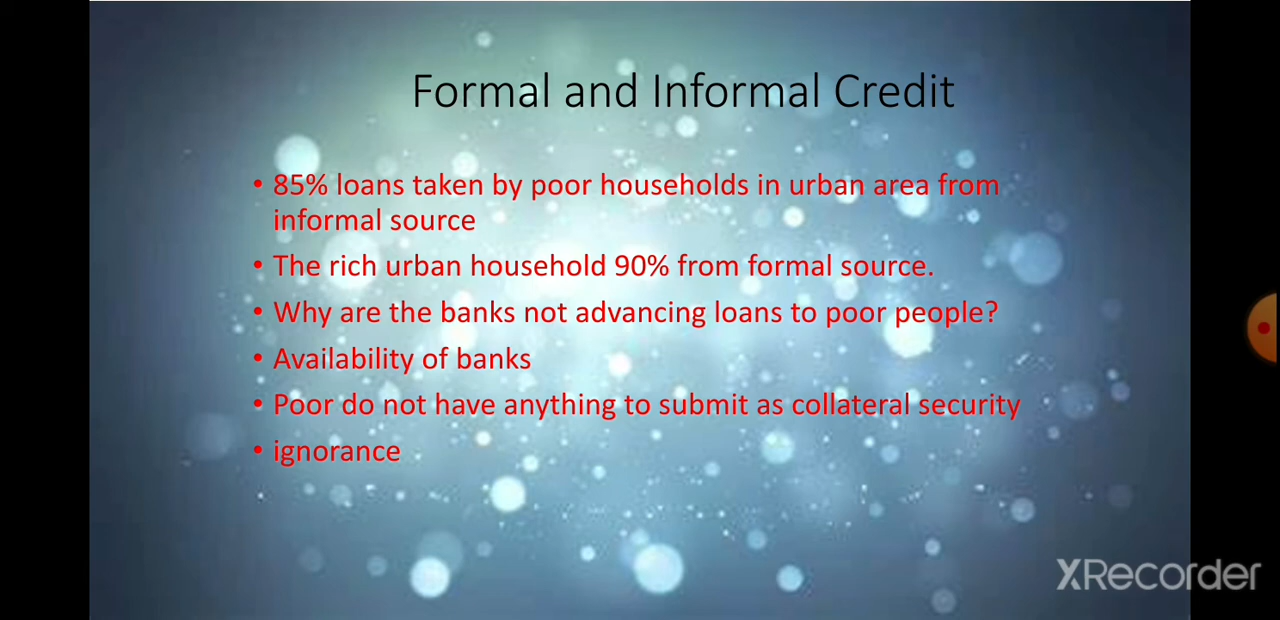 Formal and Informal Credit
• 85% loans taken by poor households in urban area from
informal source
• The rich urban household 90% from formal source.
• Why are the banks not advancing loans to poor people?
• Availability of banks
• Poor do not have anything to submit as collateral security
• ignorance
XRecorder